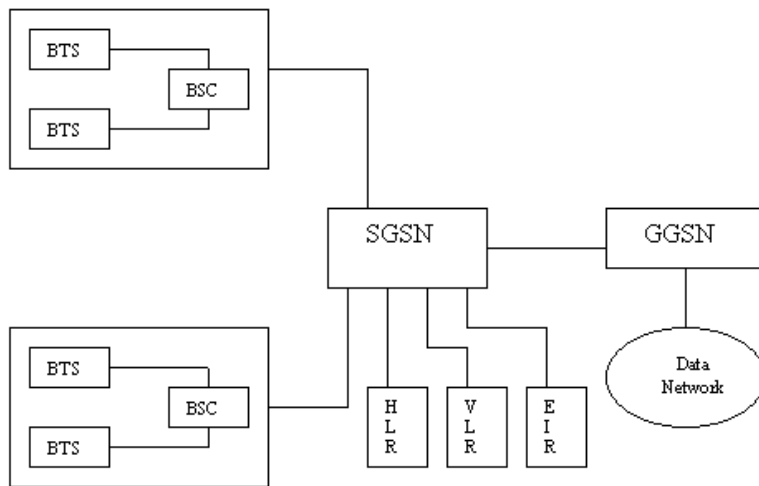 BTS
BSC
BTS
SGSN
GGSN
BTS
BSC
BTS
H
L
R
V
L
R
E
I
R
Data
Network